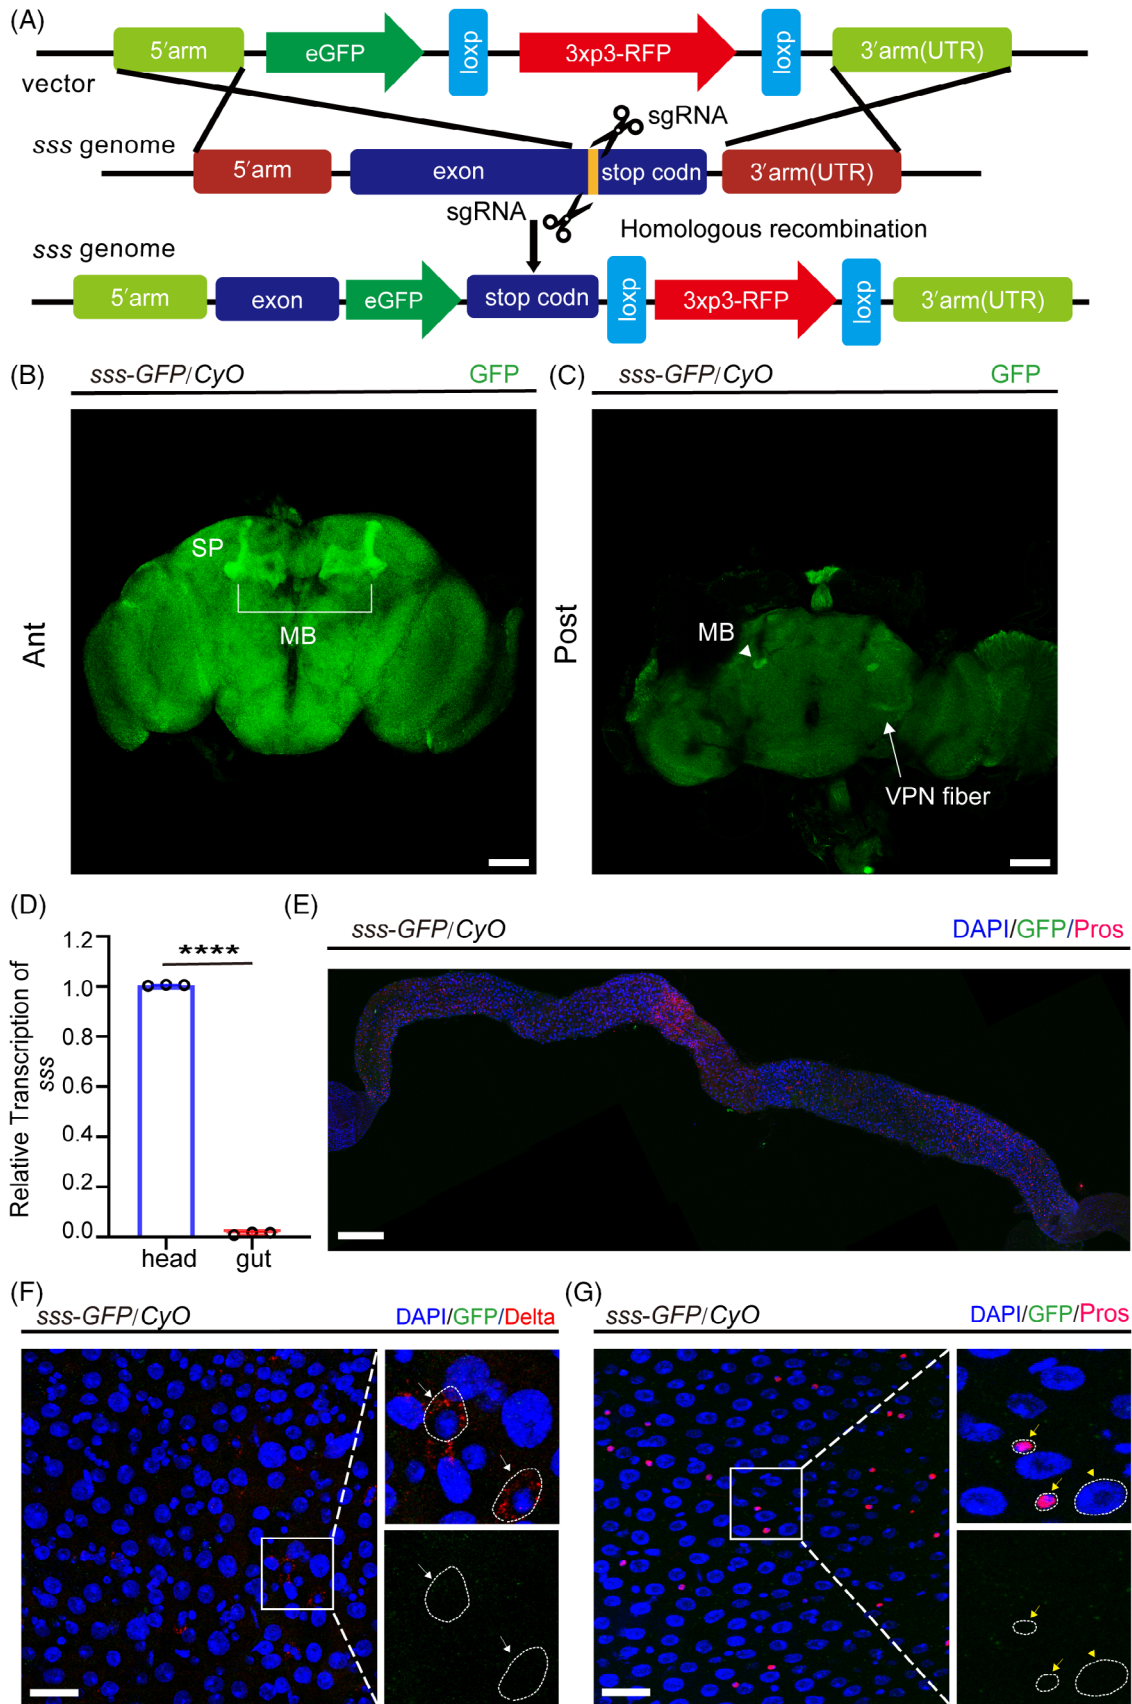 (A)
5′arm eGFP loxp 3xp3-RFP loxp 3′arm(UTR)
vector
sgRNA
sss genome
5′arm exon stop codn 3′arm(UTR)
sgRNA
Homologous recombination
sss genome
5′arm exon eGFP stop codn loxp 3xp3-RFP loxp 3′arm(UTR)
(B) sss-GFP/CyO GFP
Ant
SP
MB
(C) sss-GFP/CyO GFP
Post
MB
VPN fiber
(D)
Relative Transcription of
sss
1.2
****
1.0
0.8
0.6
0.4
0.2
0.0
head gut
(E)
sss-GFP/CyO DAPI/GFP/Pros
(F)
sss-GFP/CyO DAPI/GFP/Delta
(G)
sss-GFP/CyO DAPI/GFP/Pros